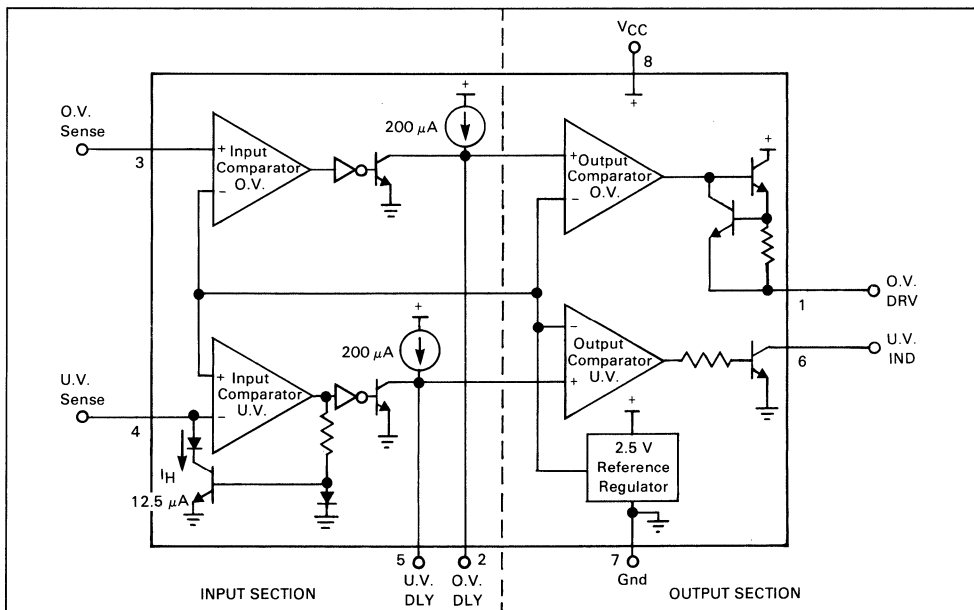 VCC
8
O.V.
Sense
3
+
-
Input
Comparator
O.V.
200 µA
+
+
+
-
Output
Comparator
O.V.
+
1
O.V.
DRV
U.V.
Sense
4
+
-
Input
Comparator
U.V.
200 µA
+
-
+
Output
Comparator
U.V.
6
U.V.
IND
IH
12.5 µA
+
2.5 V
Reference
Regulator
5
U.V.
DLY
2
O.V.
DLY
7
Gnd
INPUT SECTION
OUTPUT SECTION